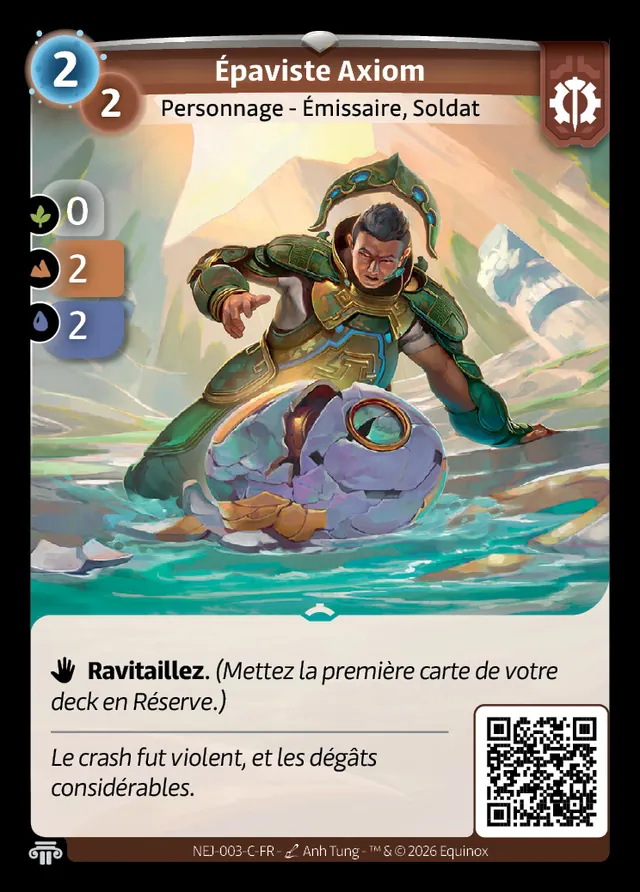 2
2
Épaviste Axiom
Personnage - Émissaire, Soldat
0
2
2
Ravitaillez. (Mettez la première carte de votre
deck en Réserve.)
Le crash fut violent, et les dégâts
considérables.
NEJ-003-C-FR - Anh Tung - ™ & © 2026 Equinox